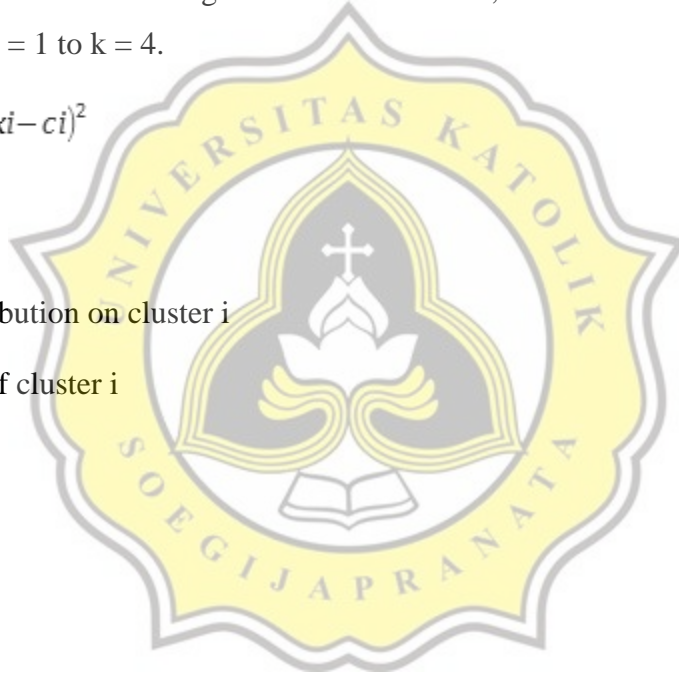 = 1 to k = 4.
xi−ci)²
UNIVERSITAS KATOLIK
bution on cluster i
f cluster i
SOEGIJAPRANATA